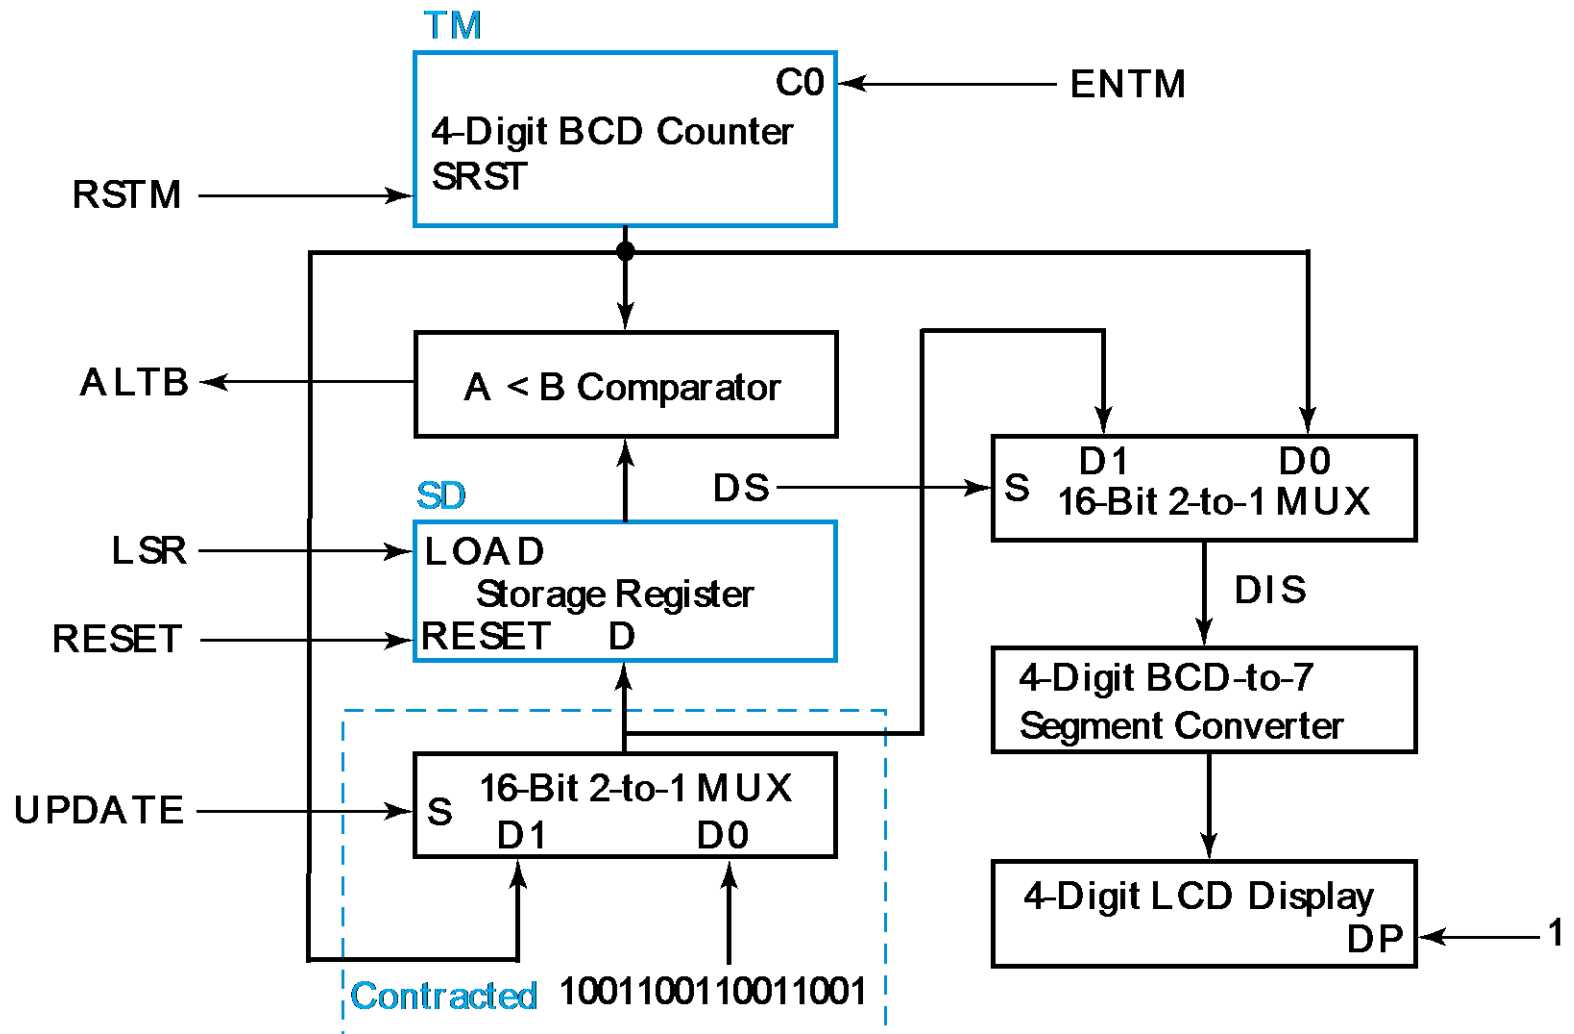 TM
C0
ENTM
4-Digit BCD Counter
SRST
RSTM
ALTB
A < B Comparator
D1
D0
DS
S
16-Bit 2-to-1 MUX
SD
LSR
LOAD
Storage Register
DIS
RESET
RESET
D
4-Digit BCD-to-7
Segment Converter
16-Bit 2-to-1 MUX
UPDATE
S
D1
D0
4-Digit LCD Display
DP
1
Contracted
1001100110011001